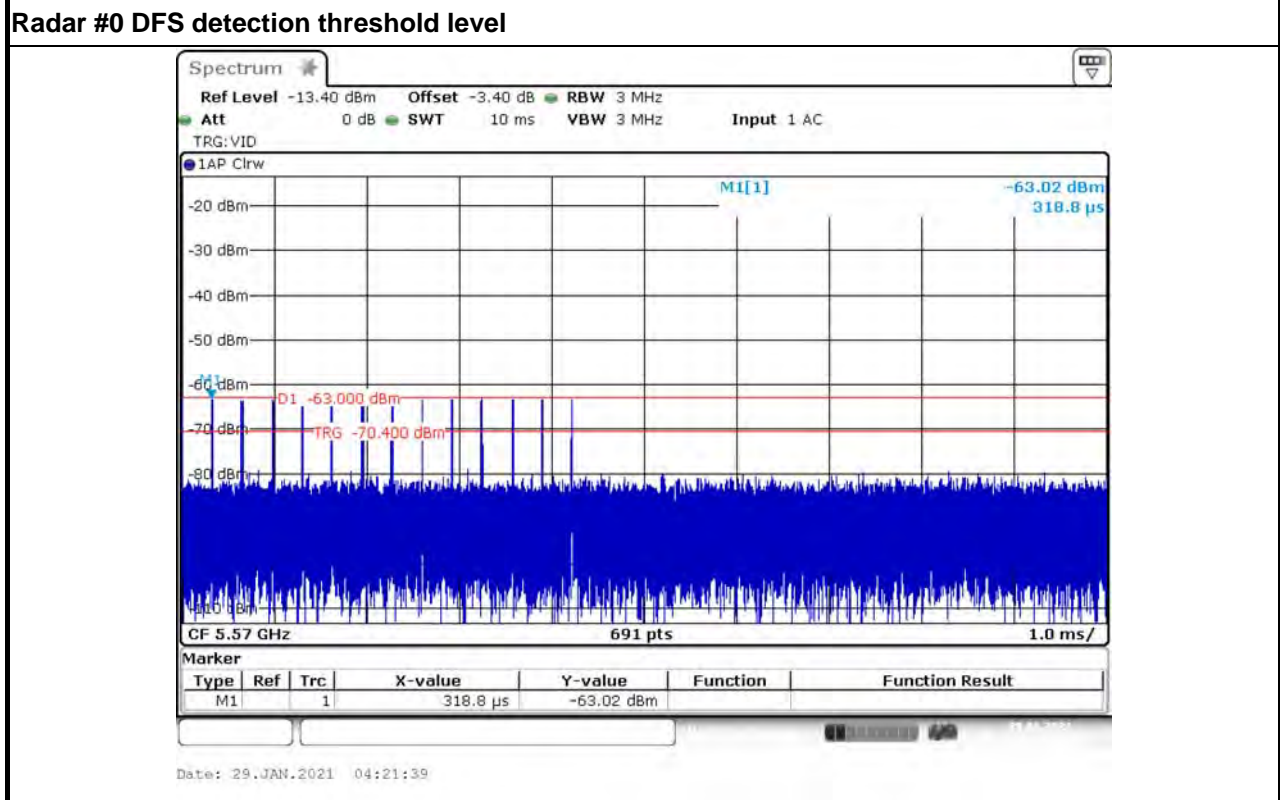 Radar #0 DFS detection threshold level
Spectrum
Ref Level -13.40 dBm Offset -3.40 dB RBW 3 MHz
Att 0 dB SWT 10 ms VBW 3 MHz Input 1 AC
TRG:VID
1AP Clrw
M1[1] -63.02 dBm
318.8 µs
-20 dBm
-30 dBm
-40 dBm
-50 dBm
M1
-60 dBm
D1 -63.000 dBm
-70 dBm
TRG -70.400 dBm
-80 dBm
-110 dBm
CF 5.57 GHz 691 pts 1.0 ms/
Marker
Type Ref Trc X-value Y-value Function Function Result
M1 1 318.8 µs -63.02 dBm
Date: 29.JAN.2021 04:21:39